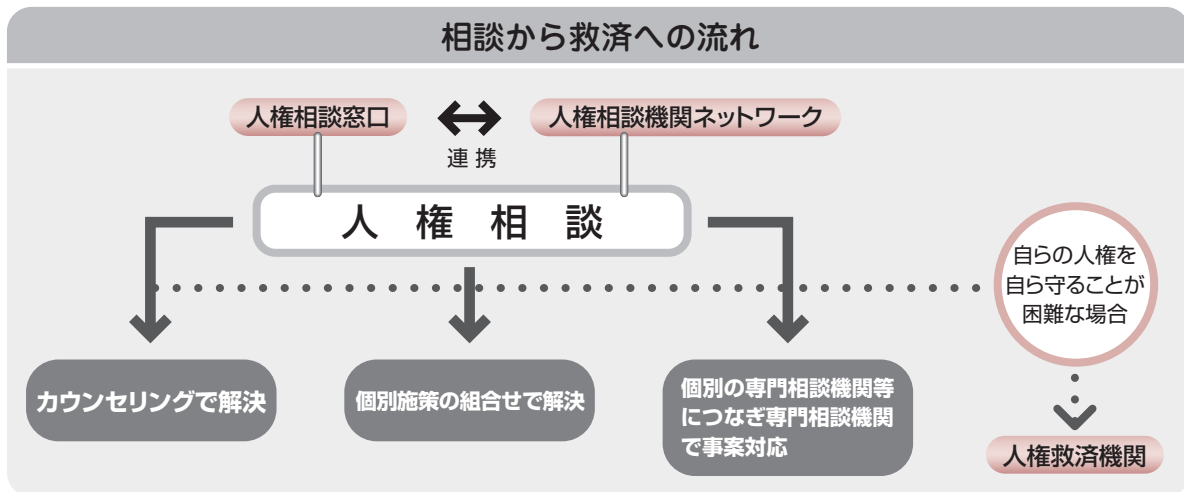 相談から救済への流れ
人権相談窓口
人権相談機関ネットワーク
連携
人権相談
自らの人権を
自ら守ることが
困難な場合
カウンセリングで解決
個別施策の組合せで解決
個別の専門相談機関等
につなぎ専門相談機関
で事案対応
人権救済機関